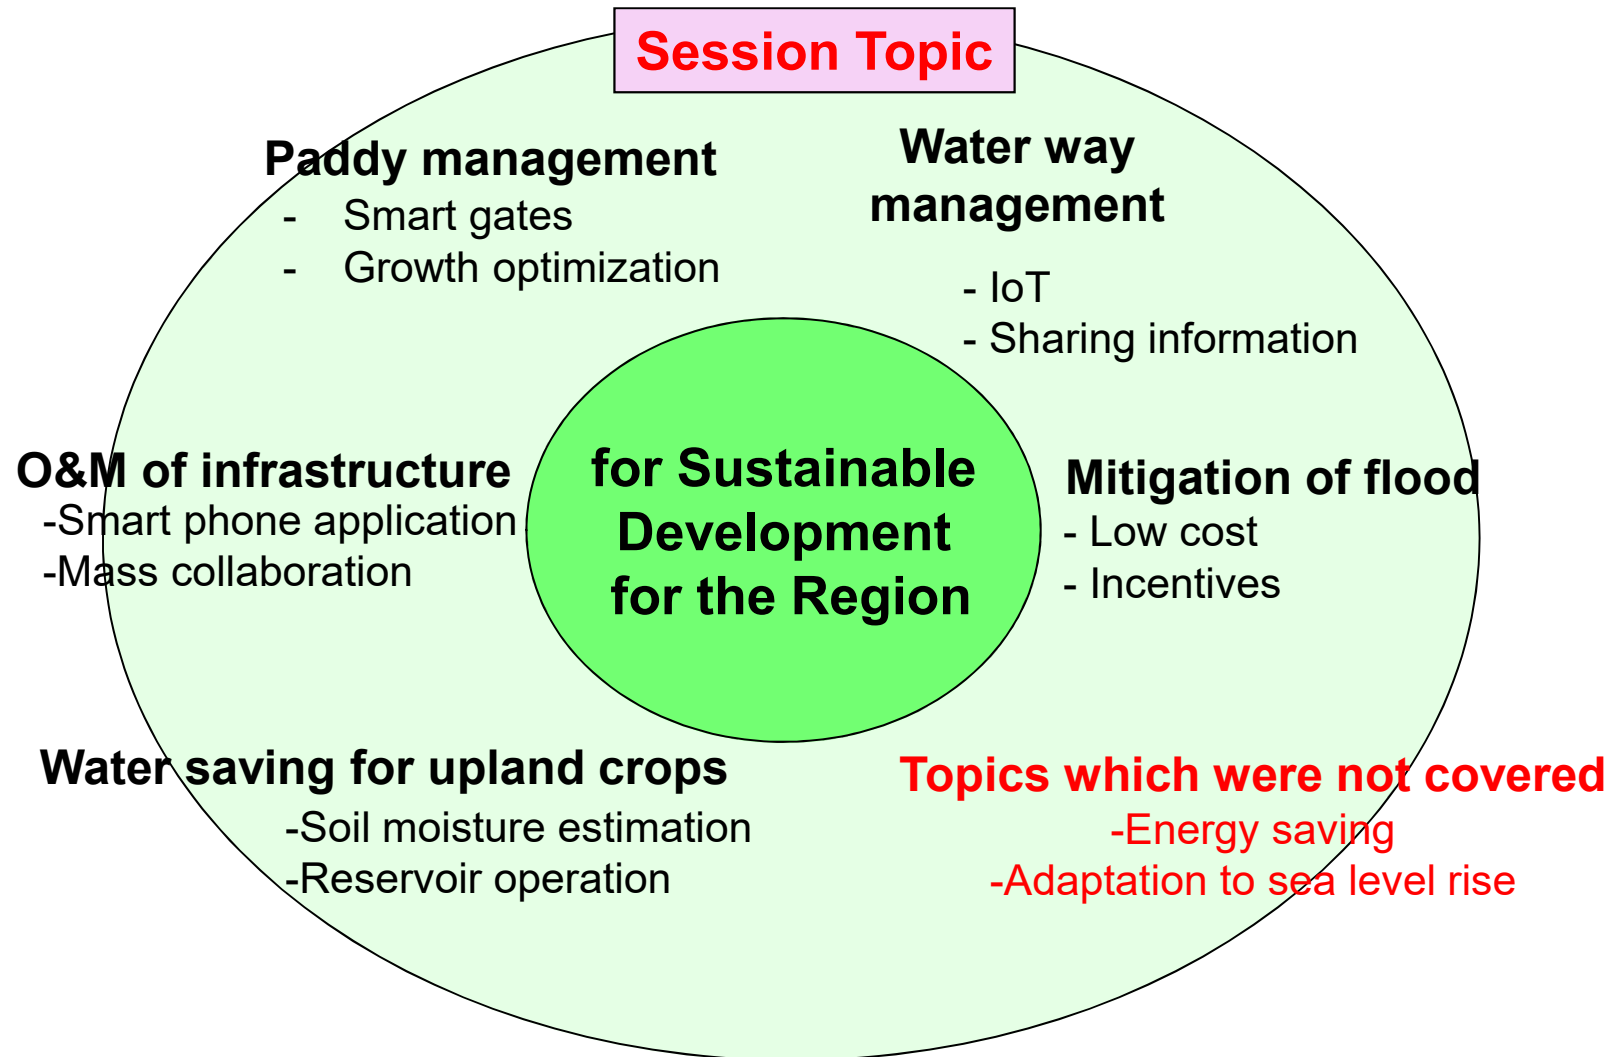 Session Topic
Paddy management
- Smart gates
- Growth optimization
Water way
management
- IoT
- Sharing information
O&M of infrastructure
-Smart phone application
-Mass collaboration
for Sustainable
Development
for the Region
Mitigation of flood
- Low cost
- Incentives
Water saving for upland crops
-Soil moisture estimation
-Reservoir operation
Topics which were not covered
-Energy saving
-Adaptation to sea level rise